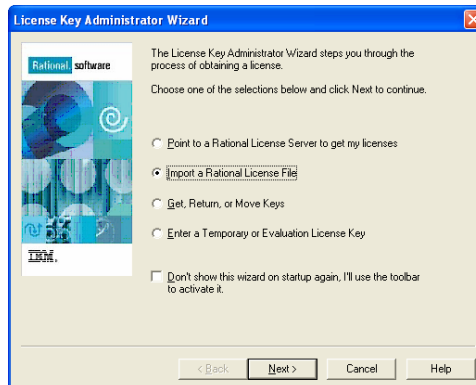 License Key Administrator Wizard
Rational. software
IBM.
The License Key Administrator Wizard steps you through the
process of obtaining a license.
Choose one of the selections below and click Next to continue.
Point to a Rational License Server to get my licenses
Import a Rational License File
Get, Return, or Move Keys
Enter a Temporary or Evaluation License Key
Don't show this wizard on startup again, I'll use the toolbar
to activate it.
< Back
Next >
Cancel
Help